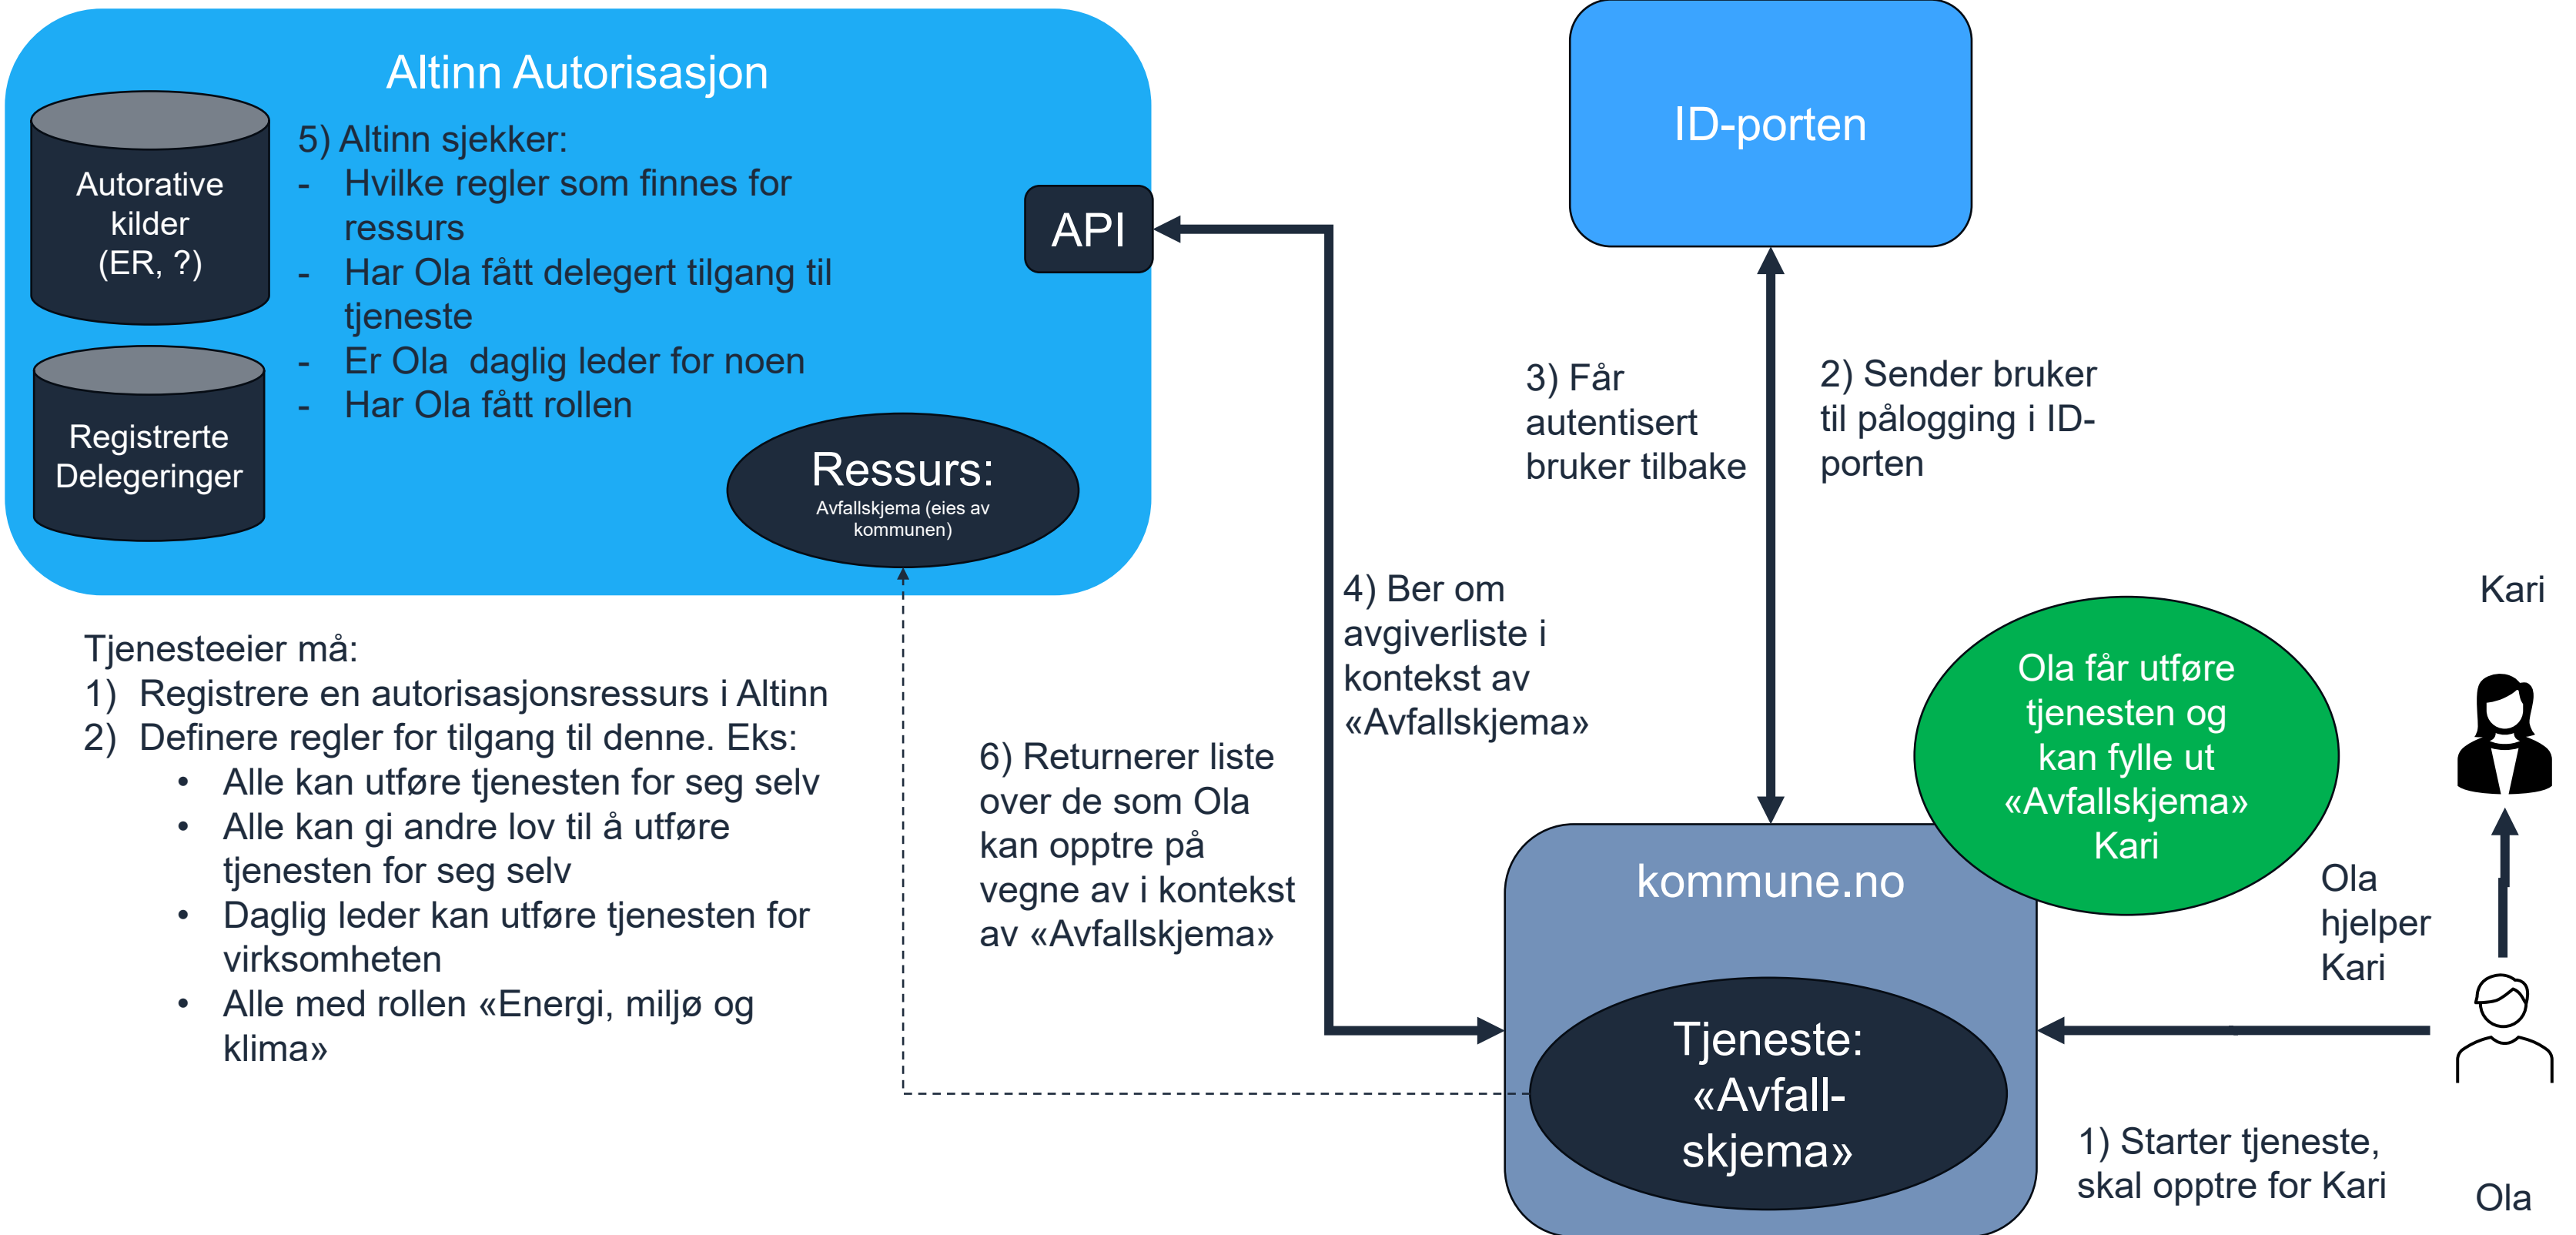 Altinn Autorisasjon
Autorative
kilder
(ER, ?)
Registrerte
Delegeringer
5) Altinn sjekker:
- Hvilke regler som finnes for
ressurs
- Har Ola fått delegert tilgang til
tjeneste
- Er Ola  daglig leder for noen
- Har Ola fått rollen
API
Ressurs:
Avfallskjema (eies av
kommunen)
ID-porten
3) Får
autentisert
bruker tilbake
2) Sender bruker
til pålogging i ID-
porten
4) Ber om
avgiverliste i
kontekst av
«Avfallskjema»
Tjenesteeier må:
1) Registrere en autorisasjonsressurs i Altinn
2) Definere regler for tilgang til denne. Eks:
• Alle kan utføre tjenesten for seg selv
• Alle kan gi andre lov til å utføre
tjenesten for seg selv
• Daglig leder kan utføre tjenesten for
virksomheten
• Alle med rollen «Energi, miljø og
klima»
6) Returnerer liste
over de som Ola
kan opptre på
vegne av i kontekst
av «Avfallskjema»
kommune.no
Tjeneste:
«Avfall-
skjema»
Ola får utføre
tjenesten og
kan fylle ut
«Avfallskjema»
Kari
Kari
Ola
hjelper
Kari
1) Starter tjeneste,
skal opptre for Kari
Ola